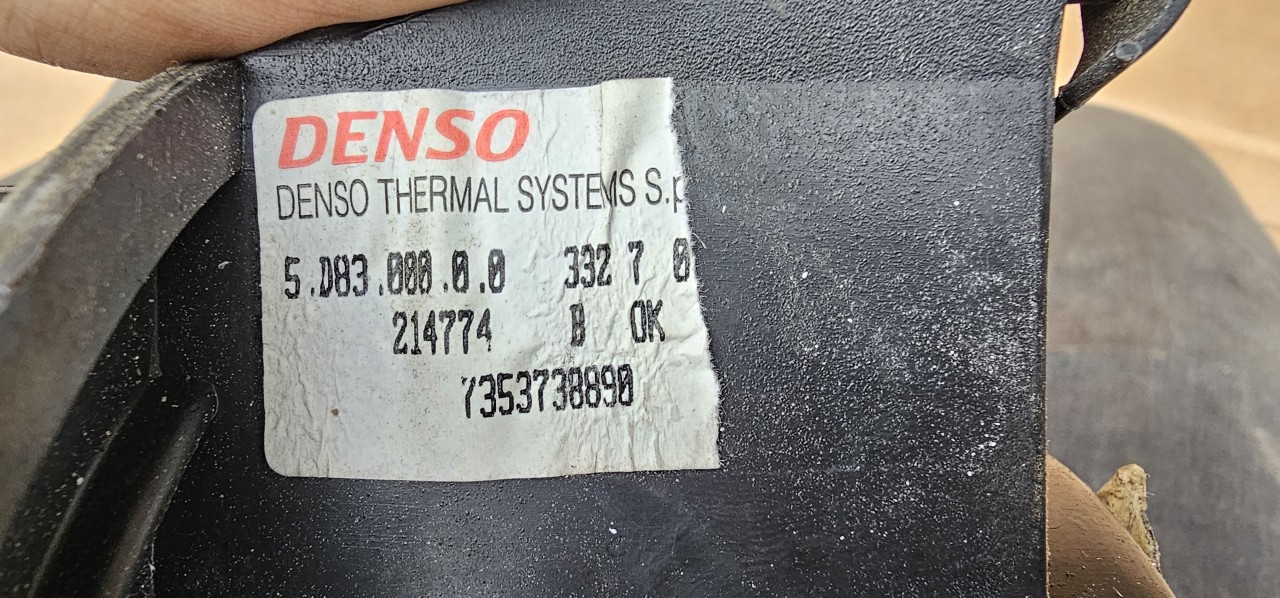 DENSO
DENSO THERMAL SYSTEMS S.p
5.D83.000.0.0 332 7 0
214774 B OK
7353738890